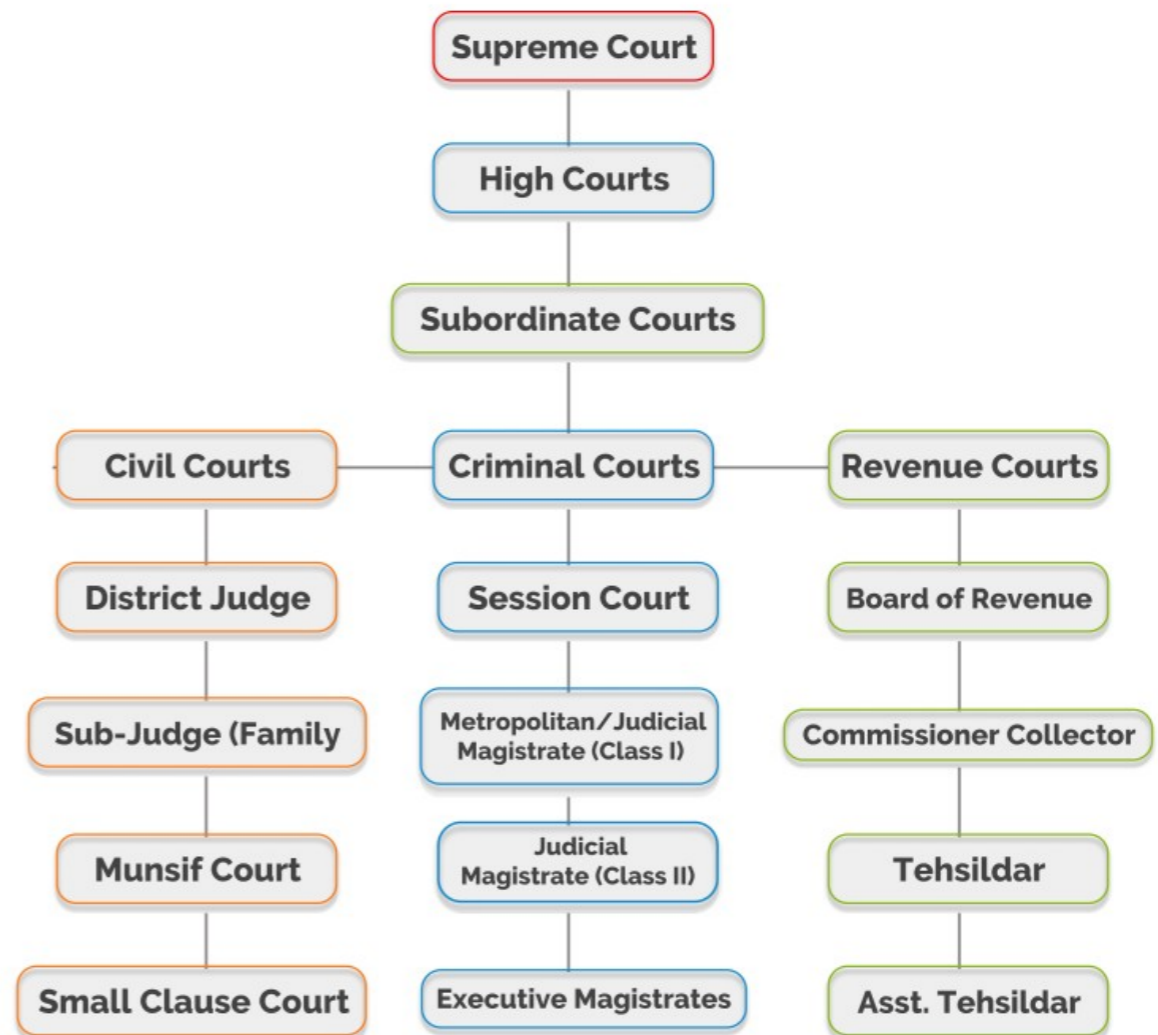 Supreme Court
High Courts
Subordinate Courts
Civil Courts
Criminal Courts
Revenue Courts
District Judge
Session Court
Board of Revenue
Sub-Judge (Family
Metropolitan/Judicial
Magistrate (Class I)
Commissioner Collector
Munsif Court
Judicial
Magistrate (Class II)
Tehsildar
Small Clause Court
Executive Magistrates
Asst. Tehsildar